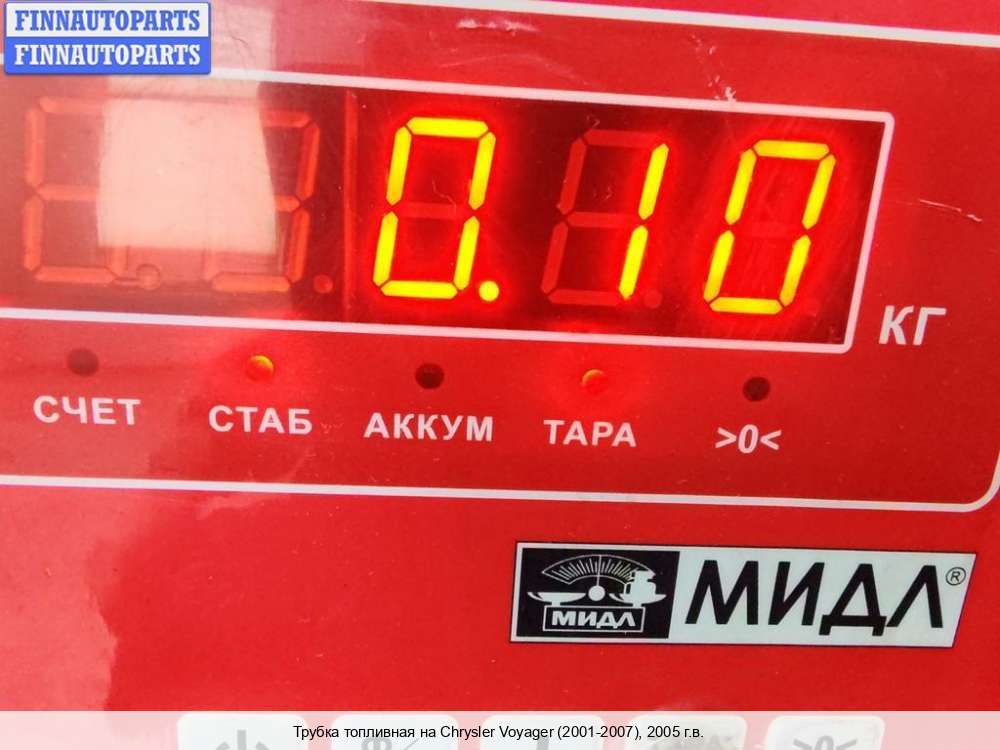 FINNAUTOPARTS
FINNAUTOPARTS
0.10
КГ
СЧЕТ СТАБ АККУМ ТАРА >0<
МИДЛ МИДЛ®
Трубка топливная на Chrysler Voyager (2001-2007), 2005 г.в.